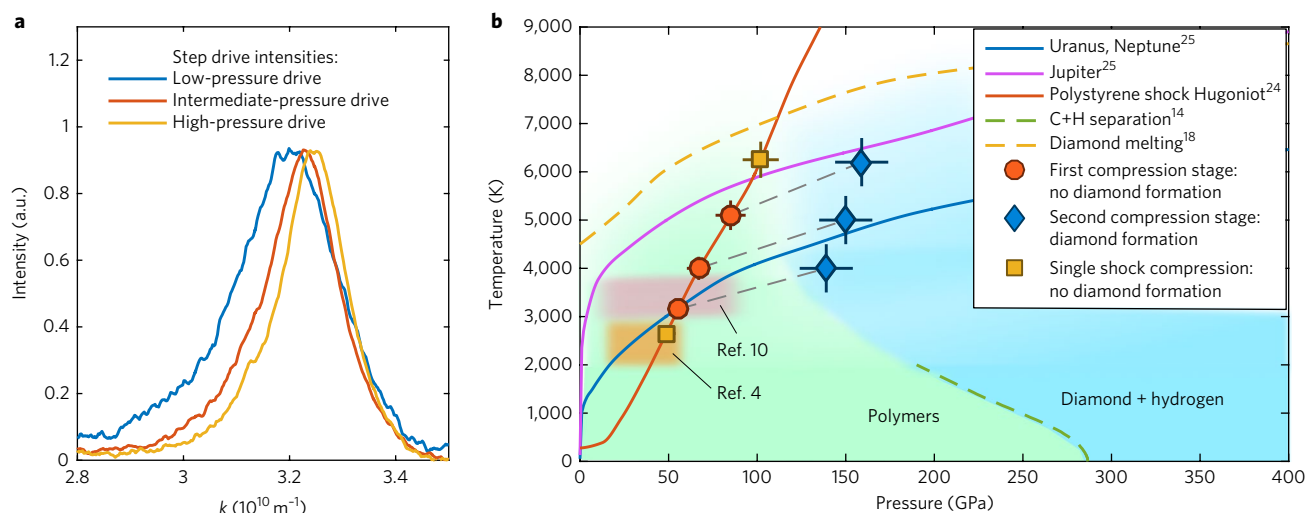 a
1.2
1
0.8
0.6
0.4
0.2
0
Intensity (a.u.)
Step drive intensities:
Low-pressure drive
Intermediate-pressure drive
High-pressure drive
2.8
3
3.2
3.4
k (10¹⁰ m⁻¹)
b
9,000
8,000
7,000
6,000
5,000
4,000
3,000
2,000
1,000
0
Temperature (K)
Uranus, Neptune²⁵
Jupiter²⁵
Polystyrene shock Hugoniot²⁴
C+H separation¹⁴
Diamond melting¹⁸
First compression stage:
no diamond formation
Second compression stage:
diamond formation
Single shock compression:
no diamond formation
Ref. 10
Ref. 4
Polymers
Diamond + hydrogen
0
50
100
150
200
250
300
350
400
Pressure (GPa)